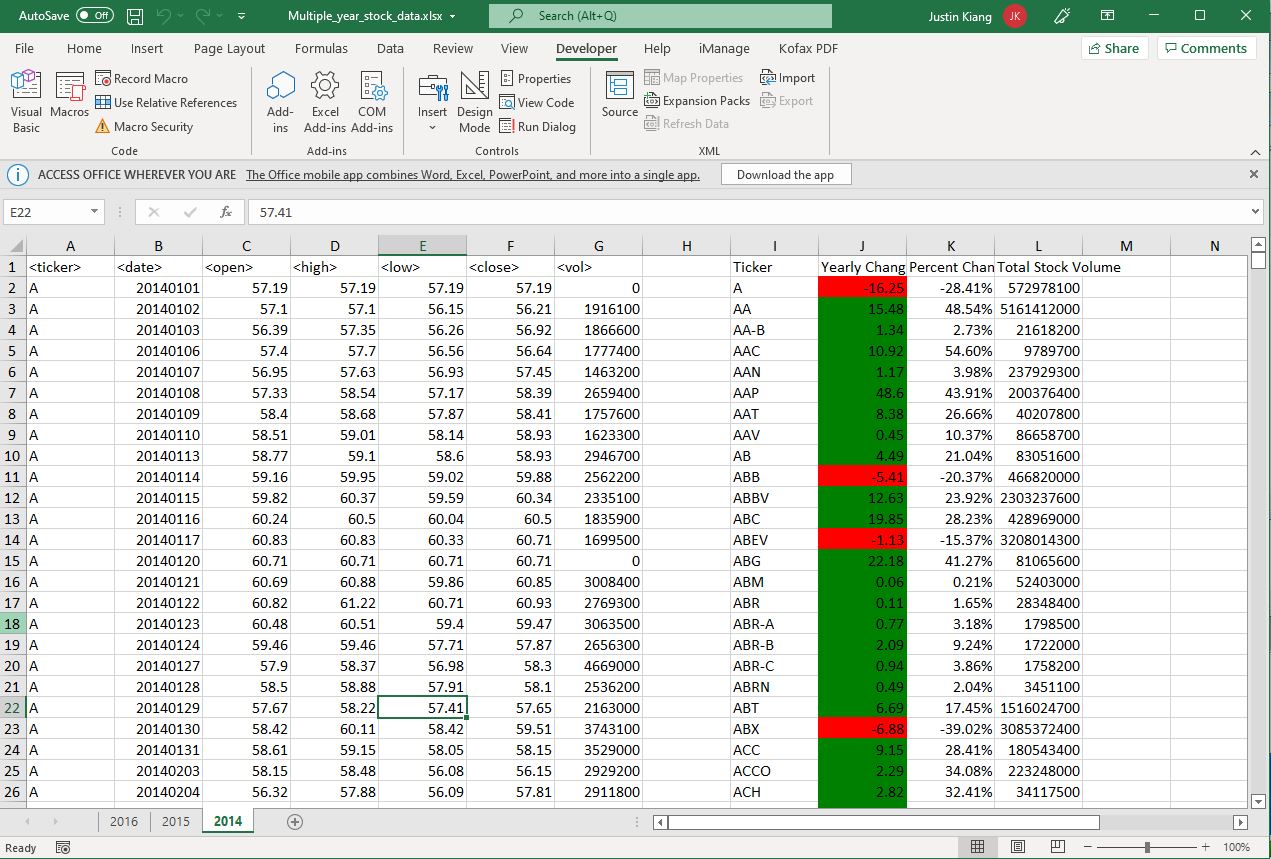 AutoSave Off Multiple_year_stock_data.xlsx Search (Alt+Q) Justin Kiang JK
File Home Insert Page Layout Formulas Data Review View Developer Help iManage Kofax PDF Share Comments
Visual Basic Macros Record Macro Use Relative References Macro Security Add-ins Excel Add-ins COM Add-ins Insert Design Mode Properties View Code Run Dialog Source Map Properties Expansion Packs Refresh Data Import Export
Code Add-ins Controls XML
ACCESS OFFICE WHEREVER YOU ARE The Office mobile app combines Word, Excel, PowerPoint, and more into a single app. Download the app
E22 fx 57.41
A B C D E F G H I J K L M N
1 <ticker> <date> <open> <high> <low> <close> <vol> Ticker Yearly Chang Percent Chan Total Stock Volume
2 A 20140101 57.19 57.19 57.19 57.19 0 A -16.25 -28.41% 572978100
3 A 20140102 57.1 57.1 56.15 56.21 1916100 AA 15.48 48.54% 5161412000
4 A 20140103 56.39 57.35 56.26 56.92 1866600 AA-B 1.34 2.73% 21618200
5 A 20140106 57.4 57.7 56.56 56.64 1777400 AAC 10.92 54.60% 9789700
6 A 20140107 56.95 57.63 56.93 57.45 1463200 AAN 1.17 3.98% 237929300
7 A 20140108 57.33 58.54 57.17 58.39 2659400 AAP 48.6 43.91% 200376400
8 A 20140109 58.4 58.68 57.87 58.41 1757600 AAT 8.38 26.66% 40207800
9 A 20140110 58.51 59.01 58.14 58.93 1623300 AAV 0.45 10.37% 86658700
10 A 20140113 58.77 59.1 58.6 58.93 2946700 AB 4.49 21.04% 83051600
11 A 20140114 59.16 59.95 59.02 59.88 2562200 ABB -5.41 -20.37% 466820000
12 A 20140115 59.82 60.37 59.59 60.34 2335100 ABBV 12.63 23.92% 2303237600
13 A 20140116 60.24 60.5 60.04 60.5 1835900 ABC 19.85 28.23% 428969000
14 A 20140117 60.83 60.83 60.33 60.71 1699500 ABEV -1.13 -15.37% 3208014300
15 A 20140120 60.71 60.71 60.71 60.71 0 ABG 22.18 41.27% 81065600
16 A 20140121 60.69 60.88 59.86 60.85 3008400 ABM 0.06 0.21% 52403000
17 A 20140122 60.82 61.22 60.71 60.93 2769300 ABR 0.11 1.65% 28348400
18 A 20140123 60.48 60.51 59.4 59.47 3063500 ABR-A 0.77 3.18% 1798500
19 A 20140124 59.46 59.46 57.71 57.87 2656300 ABR-B 2.09 9.24% 1722000
20 A 20140127 57.9 58.37 56.98 58.3 4669000 ABR-C 0.94 3.86% 1758200
21 A 20140128 58.5 58.88 57.91 58.1 2536200 ABRN 0.49 2.04% 3451100
22 A 20140129 57.67 58.22 57.41 57.65 2163000 ABT 6.69 17.45% 1516024700
23 A 20140130 58.42 60.11 58.42 59.51 3743100 ABX -6.88 -39.02% 3085372400
24 A 20140131 58.61 59.15 58.05 58.15 3529000 ACC 9.15 28.41% 180543400
25 A 20140203 58.15 58.48 56.08 56.15 2929200 ACCO 2.29 34.08% 223248000
26 A 20140204 56.32 57.88 56.09 57.81 2911800 ACH 2.82 32.41% 34117500
2016 2015 2014
Ready 100%